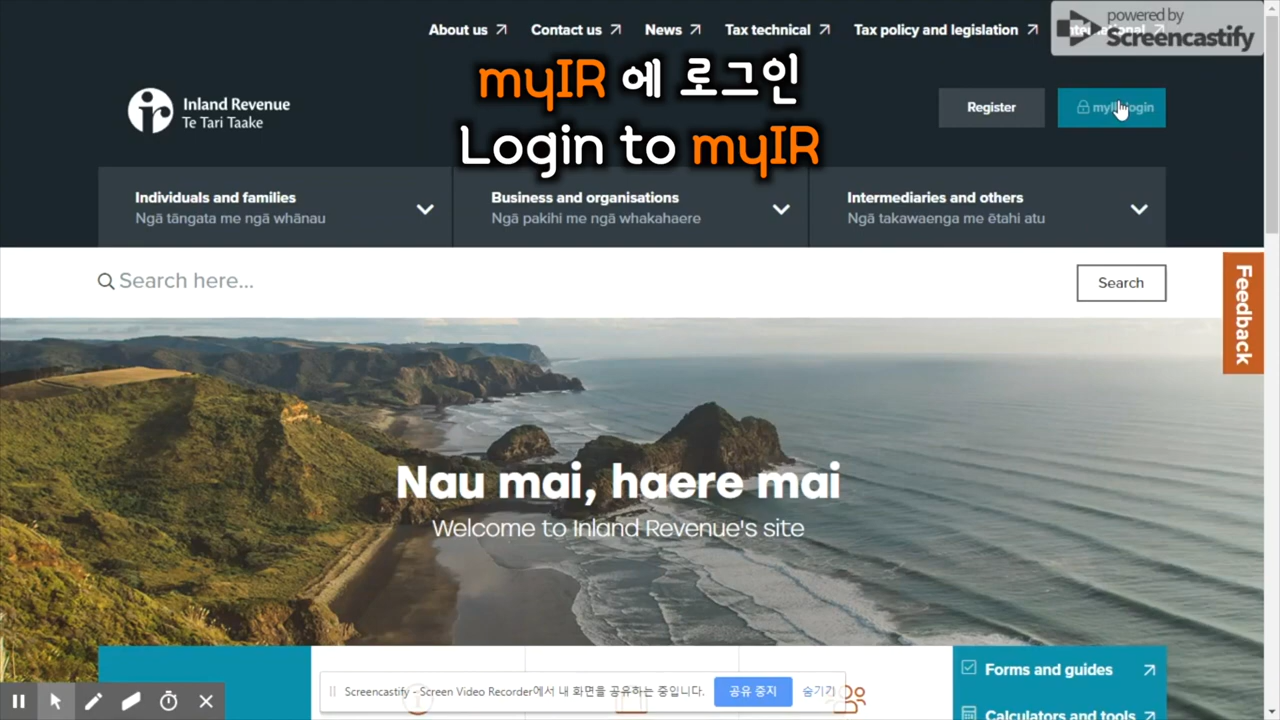 About us
Contact us
News
Tax technical
Tax policy and legislation
powered by
Screencastify
myIR 에 로그인
Login to myIR
Inland Revenue
Te Tari Taake
Register
Individuals and families
Ngā tāngata me ngā whānau
Business and organisations
Ngā pakihi me ngā whakahaere
Intermediaries and others
Ngā takawaenga me ētahi atu
Search here...
Search
Feedback
Nau mai, haere mai
Welcome to Inland Revenue's site
Forms and guides
Calculators and tools
Screencastify - Screen Video Recorder에서 내 화면을 공유하는 중입니다.
공유 중지
숨기기